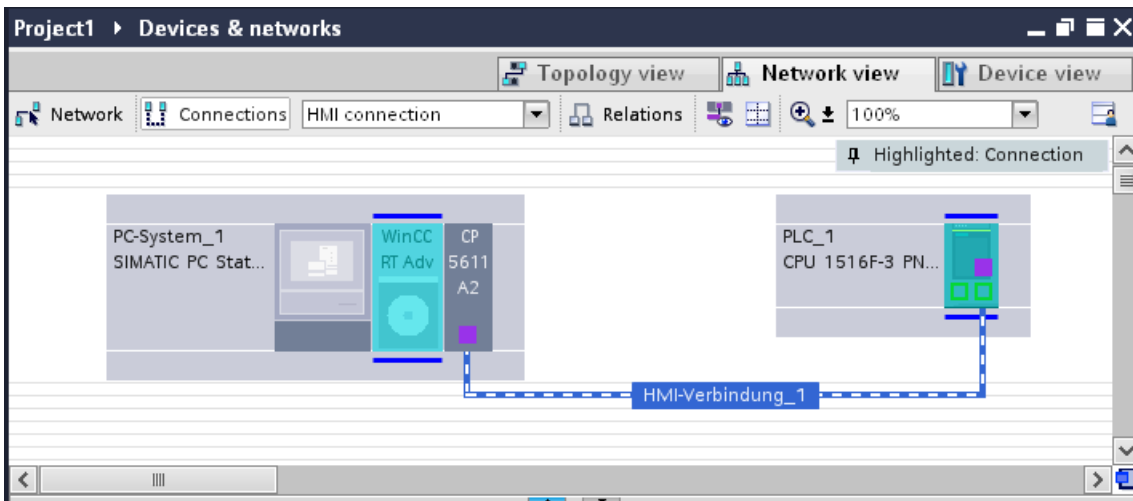 Project1 ▸ Devices & networks
Topology view Network view Device view
Network Connections HMI connection Relations 100%
Highlighted: Connection
PC-System_1 WinCC CP PLC_1
SIMATIC PC Stat... RT Adv 5611 CPU 1516F-3 PN...
A2
HMI-Verbindung_1